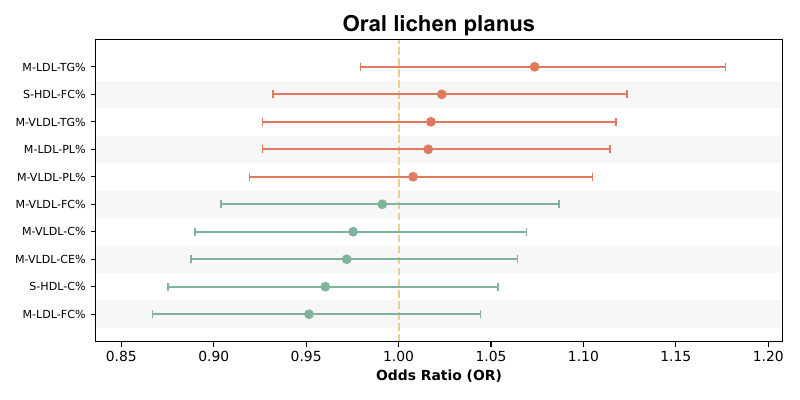 Oral lichen planus
M-LDL-TG%
S-HDL-FC%
M-VLDL-TG%
M-LDL-PL%
M-VLDL-PL%
M-VLDL-FC%
M-VLDL-C%
M-VLDL-CE%
S-HDL-C%
M-LDL-FC%
0.85 0.90 0.95 1.00 1.05 1.10 1.15 1.20
Odds Ratio (OR)